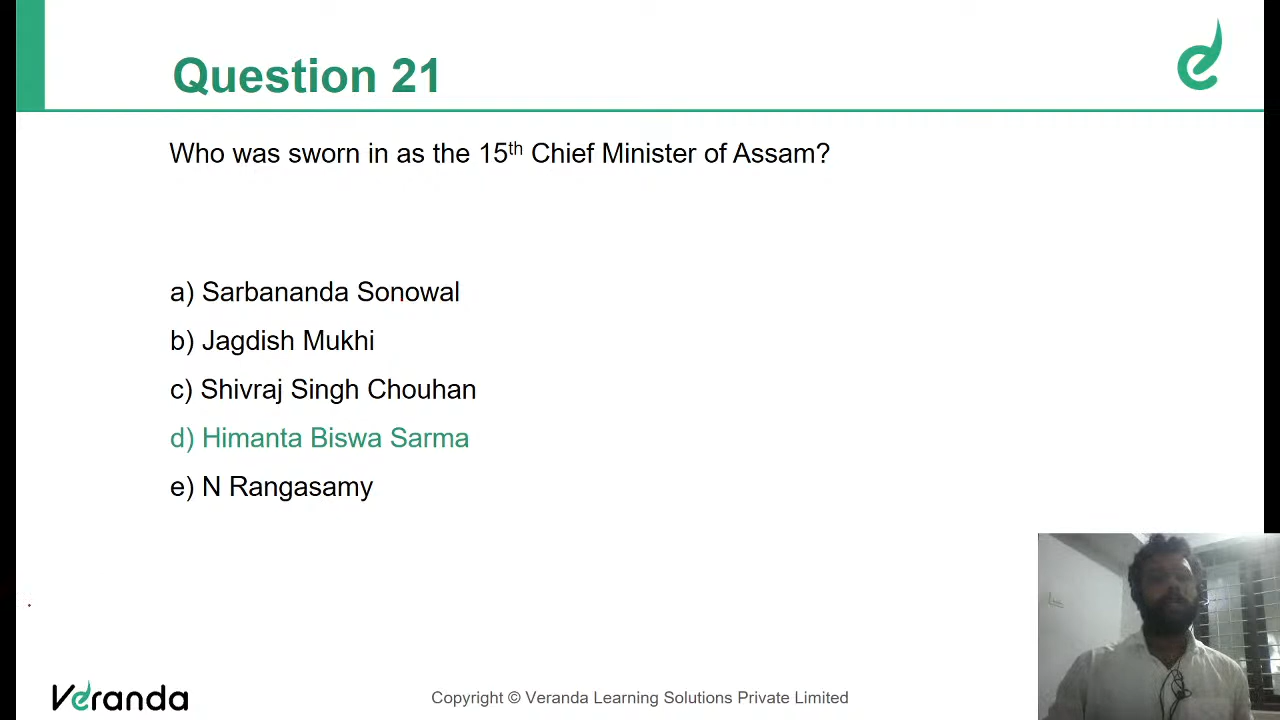 Question 21
Who was sworn in as the 15th Chief Minister of Assam?
a) Sarbananda Sonowal
b) Jagdish Mukhi
c) Shivraj Singh Chouhan
d) Himanta Biswa Sarma
e) N Rangasamy
Veranda
Copyright © Veranda Learning Solutions Private Limited